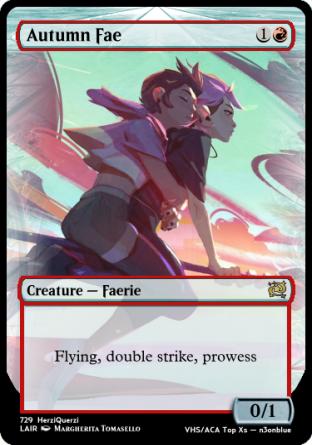 Autumn Fae 1
Creature — Faerie
Flying, double strike, prowess
0/1
729 HerziQuerzi
LAIR Margherita Tomasello
VHS/ACA Top Xs — n3onblue